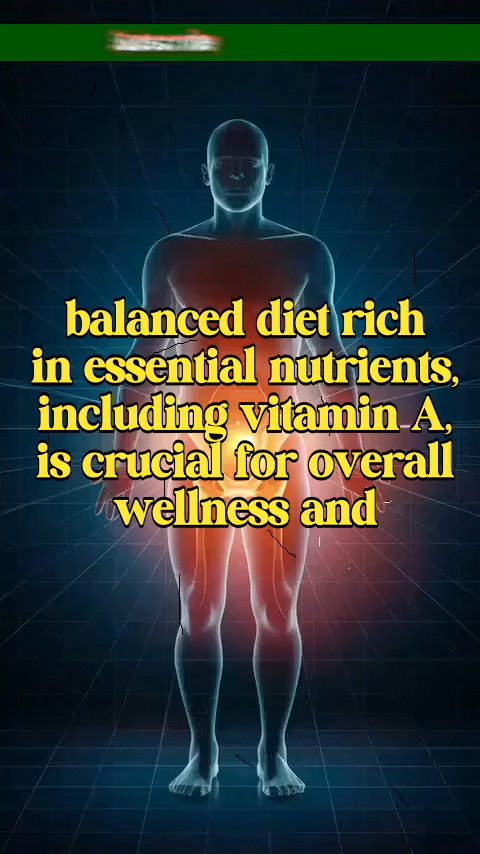 balanced diet rich
in essential nutrients,
including vitamin A,
is crucial for overall
wellness and